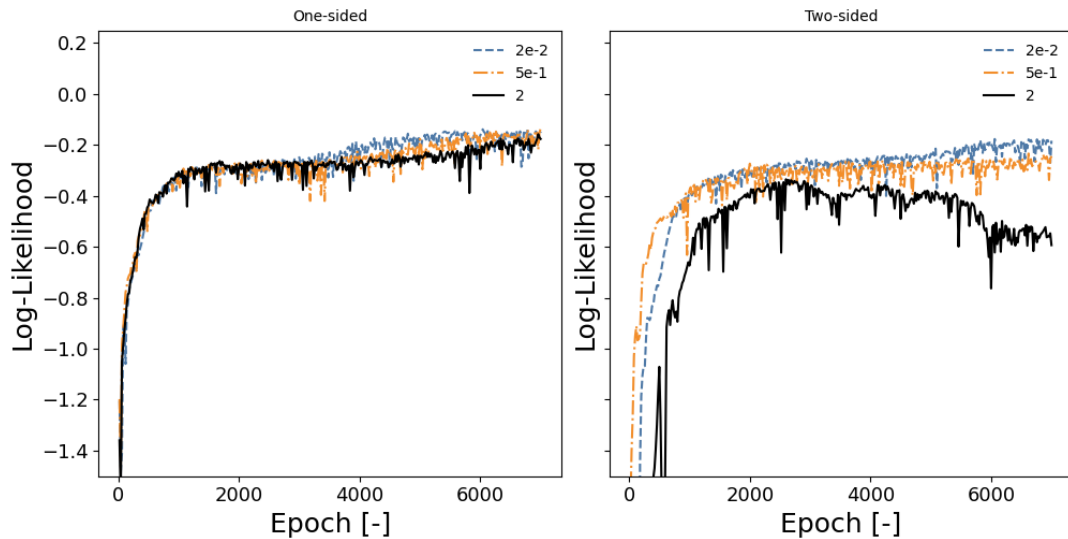 One-sided
Two-sided
0.2
0.0
−0.2
−0.4
−0.6
−0.8
−1.0
−1.2
−1.4
Log-Likelihood
2e-2
5e-1
2
0
2000
4000
6000
Epoch [-]
Log-Likelihood
2e-2
5e-1
2
0
2000
4000
6000
Epoch [-]